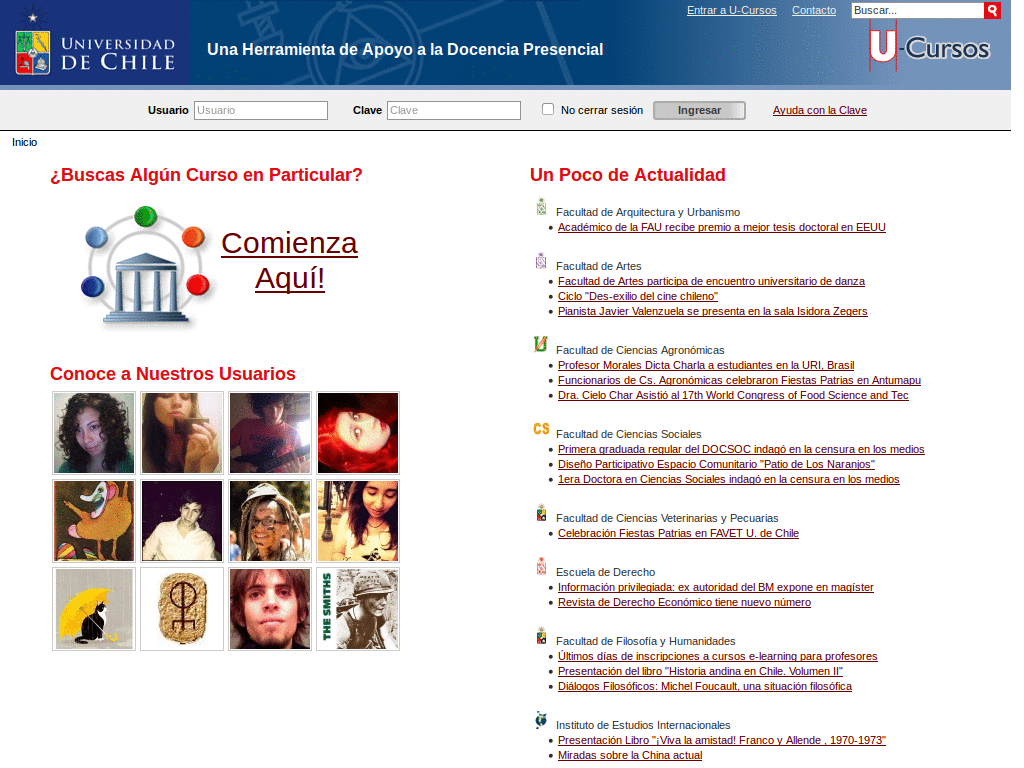 Entrar a U-Cursos Contacto Buscar...
UNIVERSIDAD
DE CHILE
Una Herramienta de Apoyo a la Docencia Presencial
U-Cursos
Usuario Usuario Clave Clave No cerrar sesión Ingresar Ayuda con la Clave
Inicio
¿Buscas Algún Curso en Particular?
Comienza
Aquí!
Conoce a Nuestros Usuarios
THE SMITHS
Un Poco de Actualidad
Facultad de Arquitectura y Urbanismo
Académico de la FAU recibe premio a mejor tesis doctoral en EEUU
Facultad de Artes
Facultad de Artes participa de encuentro universitario de danza
Ciclo "Des-exilio del cine chileno"
Pianista Javier Valenzuela se presenta en la sala Isidora Zegers
Facultad de Ciencias Agronómicas
Profesor Morales Dicta Charla a estudiantes en la URI, Brasil
Funcionarios de Cs. Agronómicas celebraron Fiestas Patrias en Antumapu
Dra. Cielo Char Asistió al 17th World Congress of Food Science and Tec
CS Facultad de Ciencias Sociales
Primera graduada regular del DOCSOC indagó en la censura en los medios
Diseño Participativo Espacio Comunitario "Patio de Los Naranjos"
1era Doctora en Ciencias Sociales indagó en la censura en los medios
Facultad de Ciencias Veterinarias y Pecuarias
Celebración Fiestas Patrias en FAVET U. de Chile
Escuela de Derecho
Información privilegiada: ex autoridad del BM expone en magíster
Revista de Derecho Económico tiene nuevo número
Facultad de Filosofía y Humanidades
Últimos días de inscripciones a cursos e-learning para profesores
Presentación del libro "Historia andina en Chile. Volumen II"
Diálogos Filosóficos: Michel Foucault, una situación filosófica
Instituto de Estudios Internacionales
Presentación Libro "¡Viva la amistad! Franco y Allende , 1970-1973"
Miradas sobre la China actual